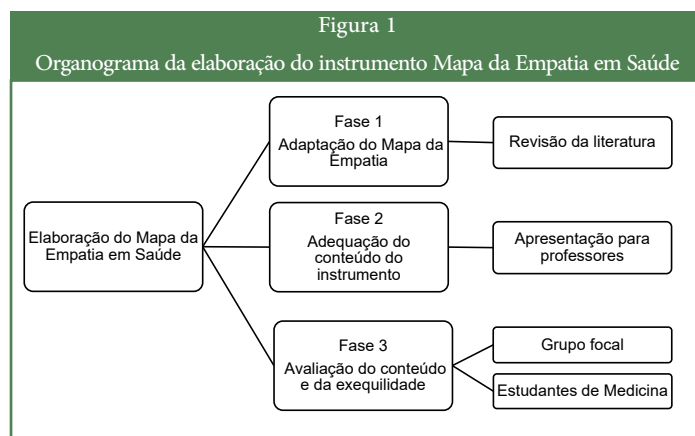 Figura 1
Organograma da elaboração do instrumento Mapa da Empatia em Saúde
Elaboração do Mapa da
Empatia em Saúde
Fase 1
Adaptação do Mapa da
Empatia
Revisão da literatura
Fase 2
Adequação do
conteúdo do
instrumento
Apresentação para
professores
Fase 3
Avaliação do conteúdo
e da exequilidade
Grupo focal
Estudantes de Medicina